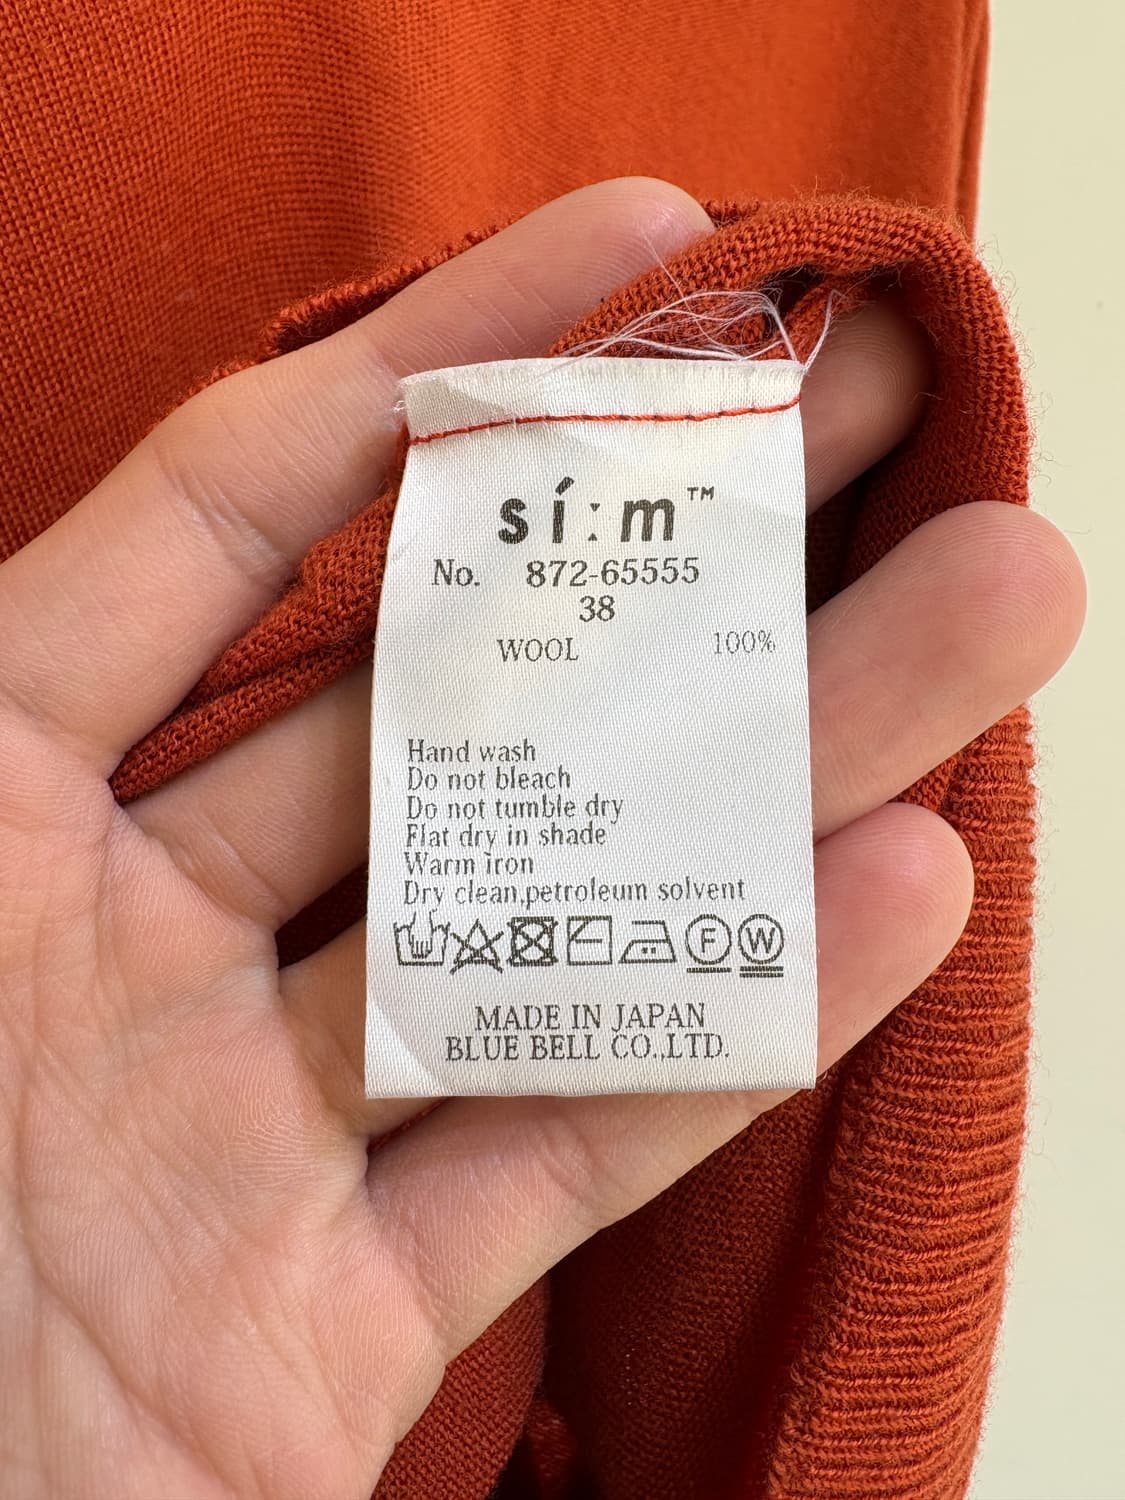 sí:m™
No. 872-65555
38
WOOL 100%
Hand wash
Do not bleach
Do not tumble dry
Flat dry in shade
Warm iron
Dry clean,petroleum solvent
F W
MADE IN JAPAN
BLUE BELL CO.,LTD.